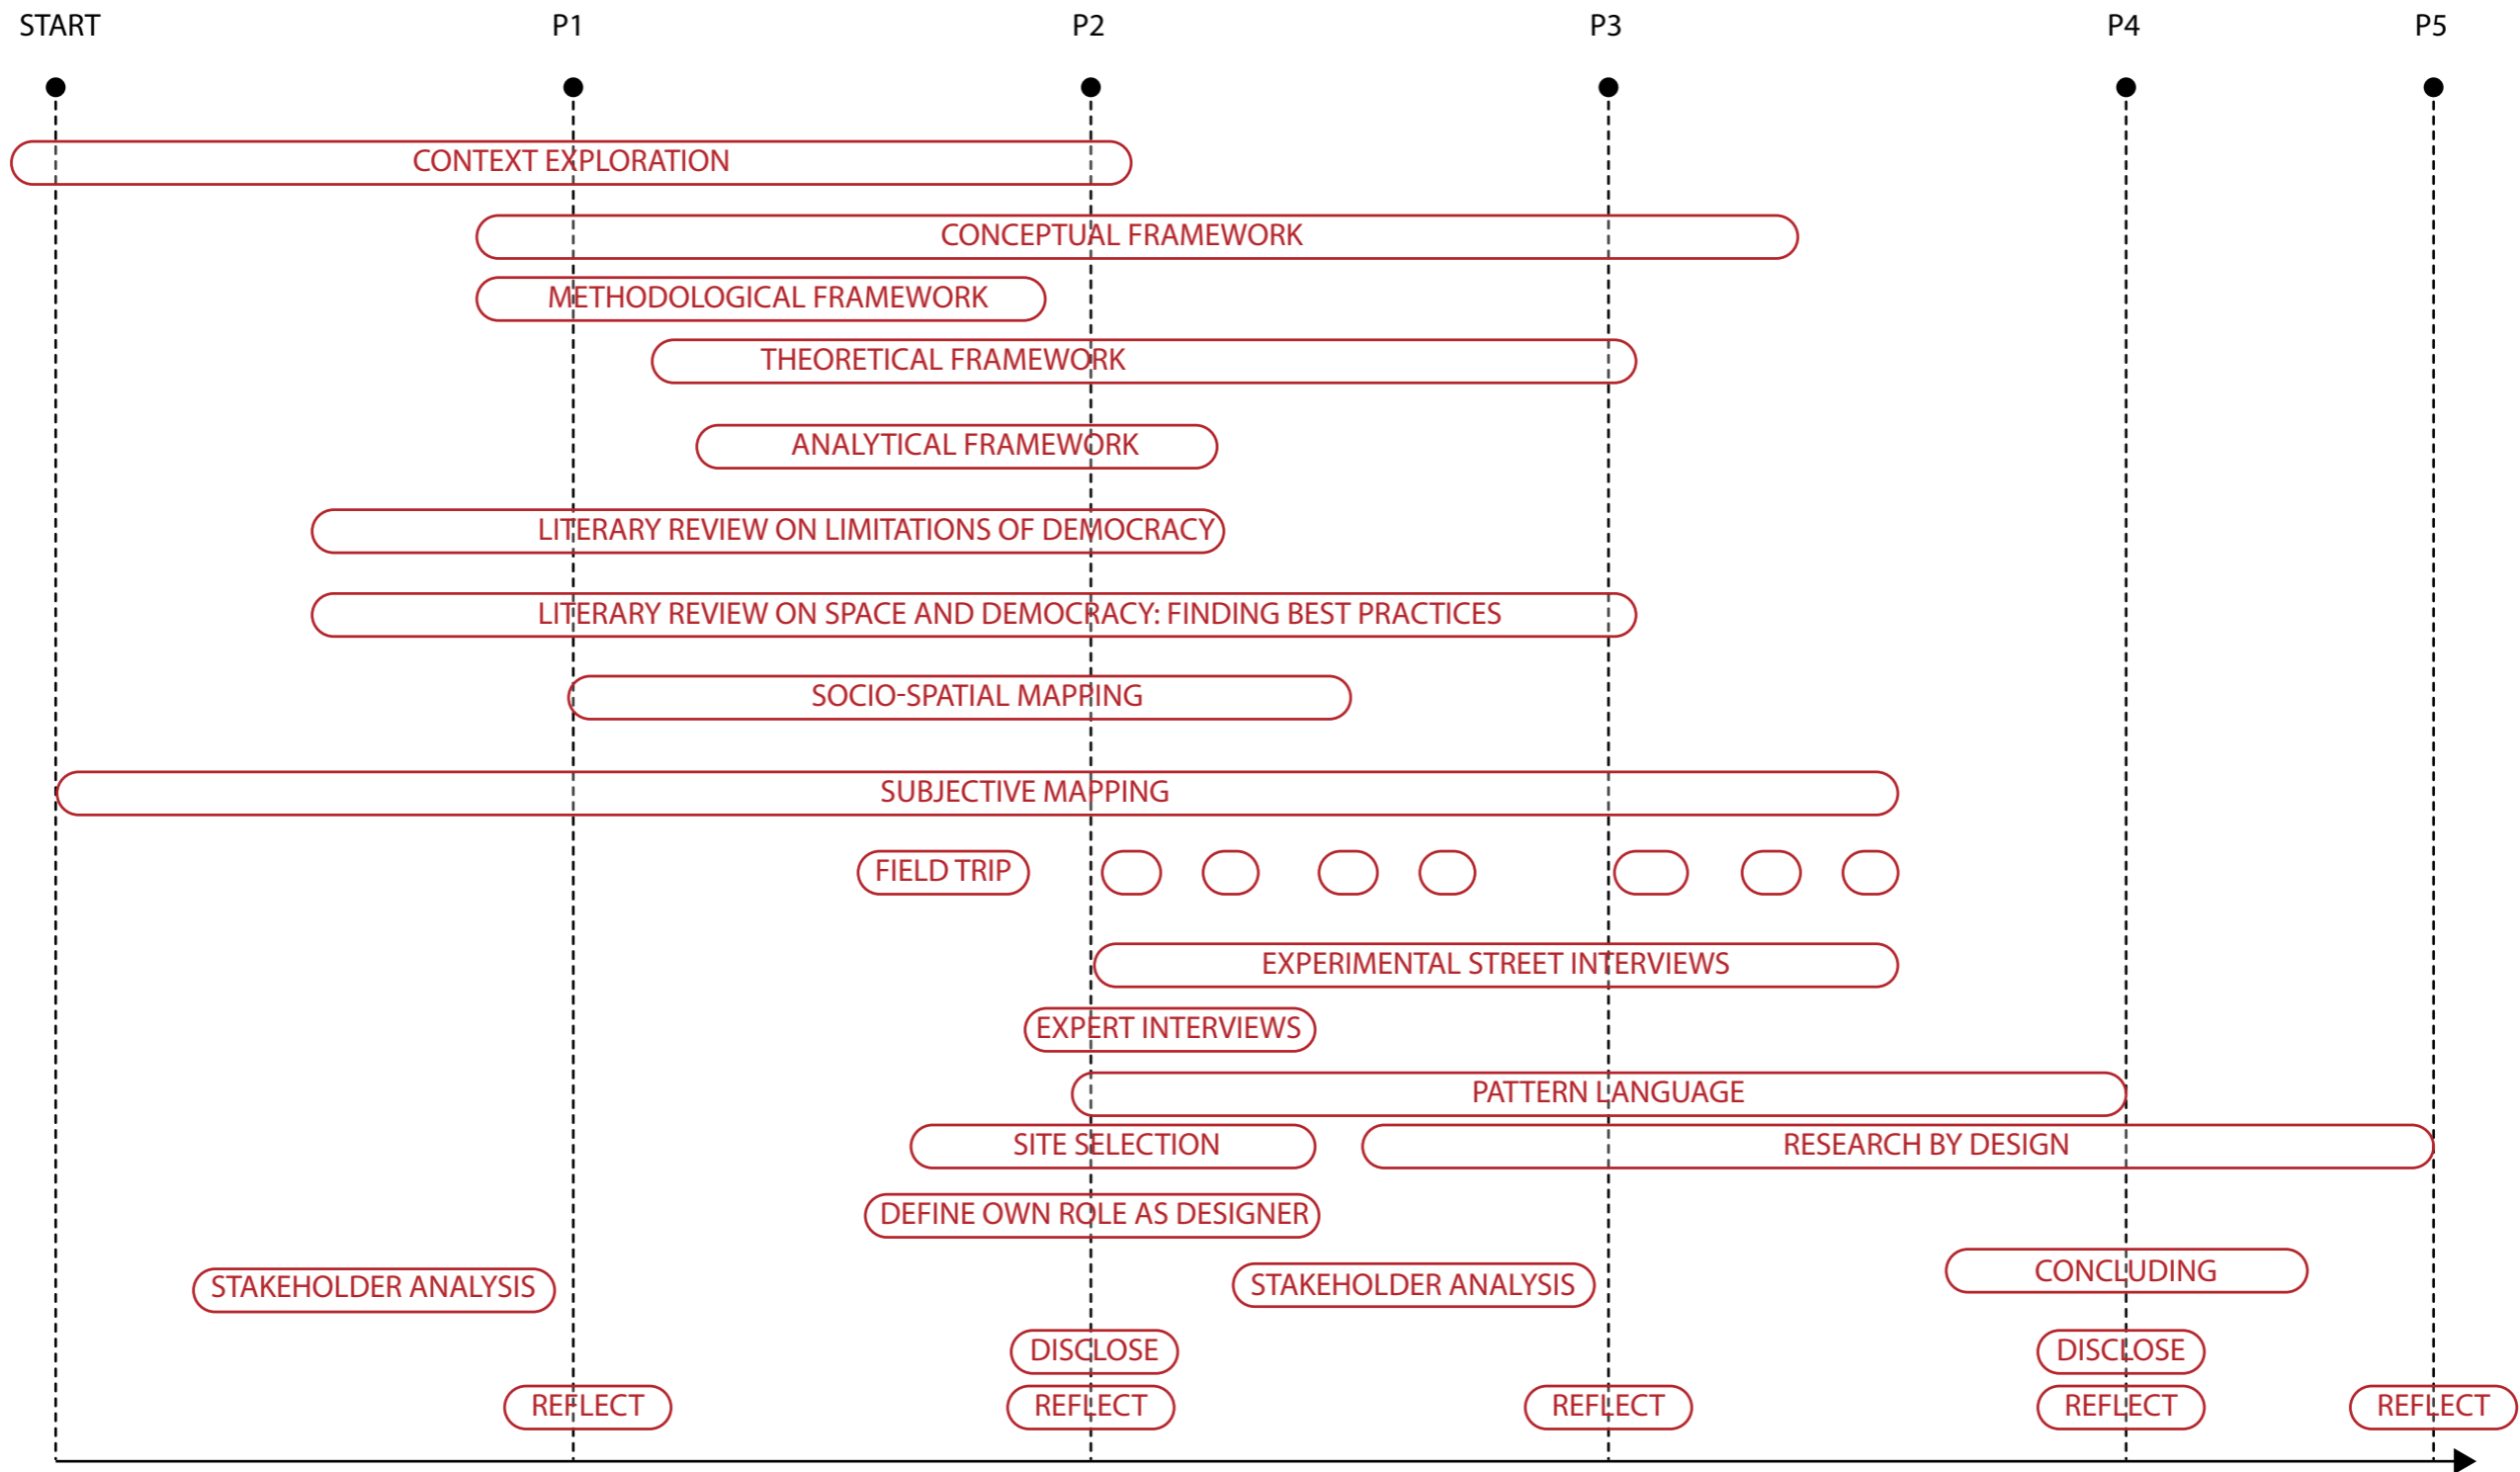 START P1 P2 P3 P4 P5
CONTEXT EXPLORATION
CONCEPTUAL FRAMEWORK
METHODOLOGICAL FRAMEWORK
THEORETICAL FRAMEWORK
ANALYTICAL FRAMEWORK
LITERARY REVIEW ON LIMITATIONS OF DEMOCRACY
LITERARY REVIEW ON SPACE AND DEMOCRACY: FINDING BEST PRACTICES
SOCIO-SPATIAL MAPPING
SUBJECTIVE MAPPING
FIELD TRIP
EXPERIMENTAL STREET INTERVIEWS
EXPERT INTERVIEWS
PATTERN LANGUAGE
SITE SELECTION RESEARCH BY DESIGN
DEFINE OWN ROLE AS DESIGNER
STAKEHOLDER ANALYSIS STAKEHOLDER ANALYSIS CONCLUDING
DISCLOSE DISCLOSE
REFLECT REFLECT REFLECT REFLECT REFLECT